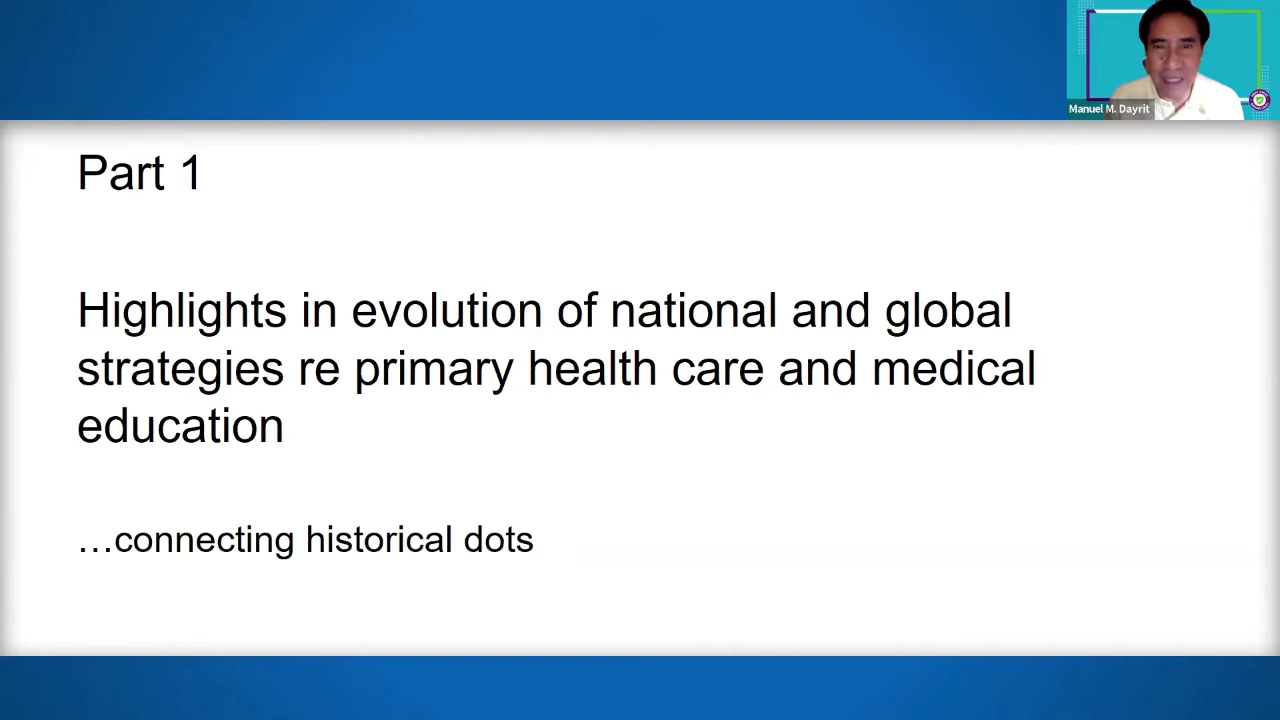 Manuel M. Dayrit
Part 1
Highlights in evolution of national and global
strategies re primary health care and medical
education
…connecting historical dots